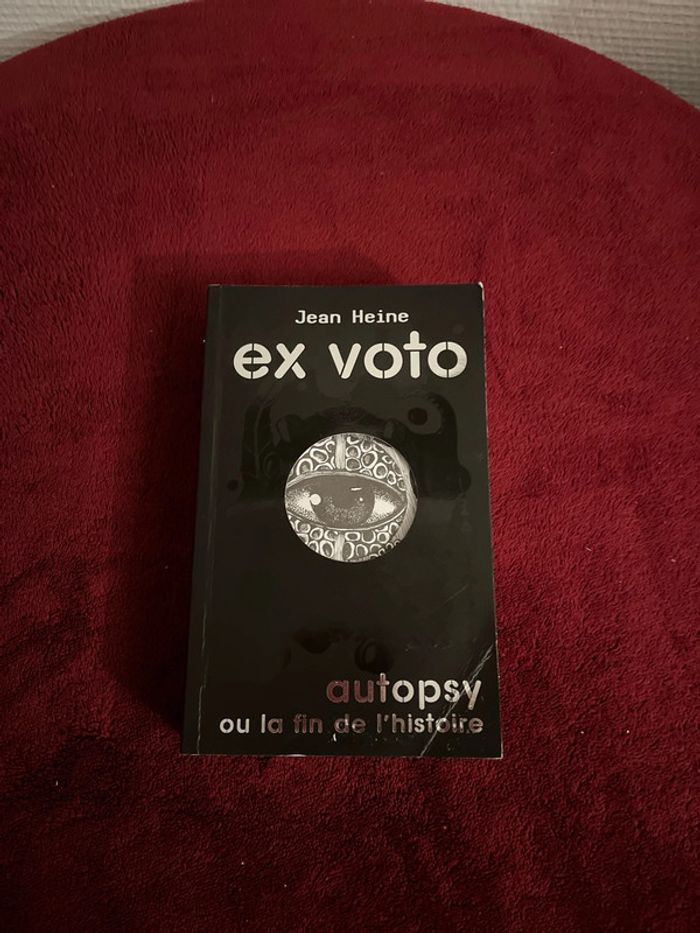 Jean Heine
ex voto
autopsy
ou la fin de l'histoire